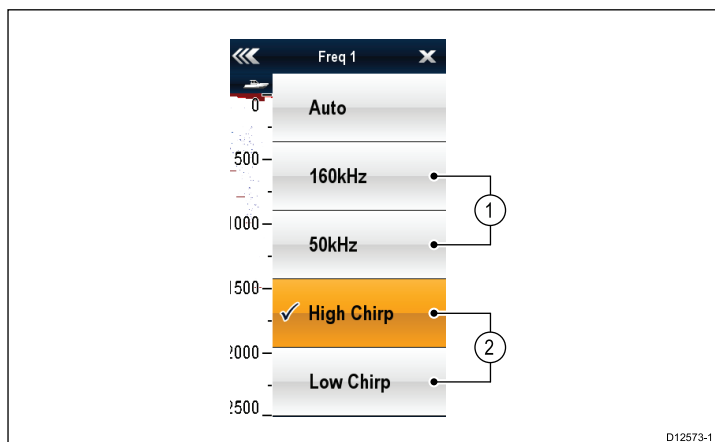 Freq 1
0
Auto
500
160kHz
1
1000
50kHz
1500
High Chirp
2
2000
Low Chirp
2500
D12573-1